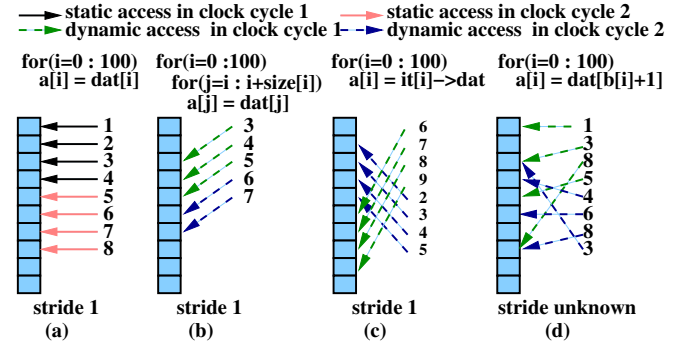 static access in clock cycle 1
static access in clock cycle 2
dynamic access  in clock cycle 1
dynamic access in clock cycle 2
for(i=0 : 100)
a[i] = dat[i]
1
2
3
4
5
6
7
8
stride 1
(a)
for(i=0 :100)
for(j=i : i+size[i])
a[j] = dat[j]
3
4
5
6
7
stride 1
(b)
for(i=0 : 100)
a[i] = it[i]->dat
6
7
8
9
2
3
4
5
stride 1
(c)
for(i=0 : 100)
a[i] = dat[b[i]+1]
1
3
8
5
4
6
8
3
stride unknown
(d)